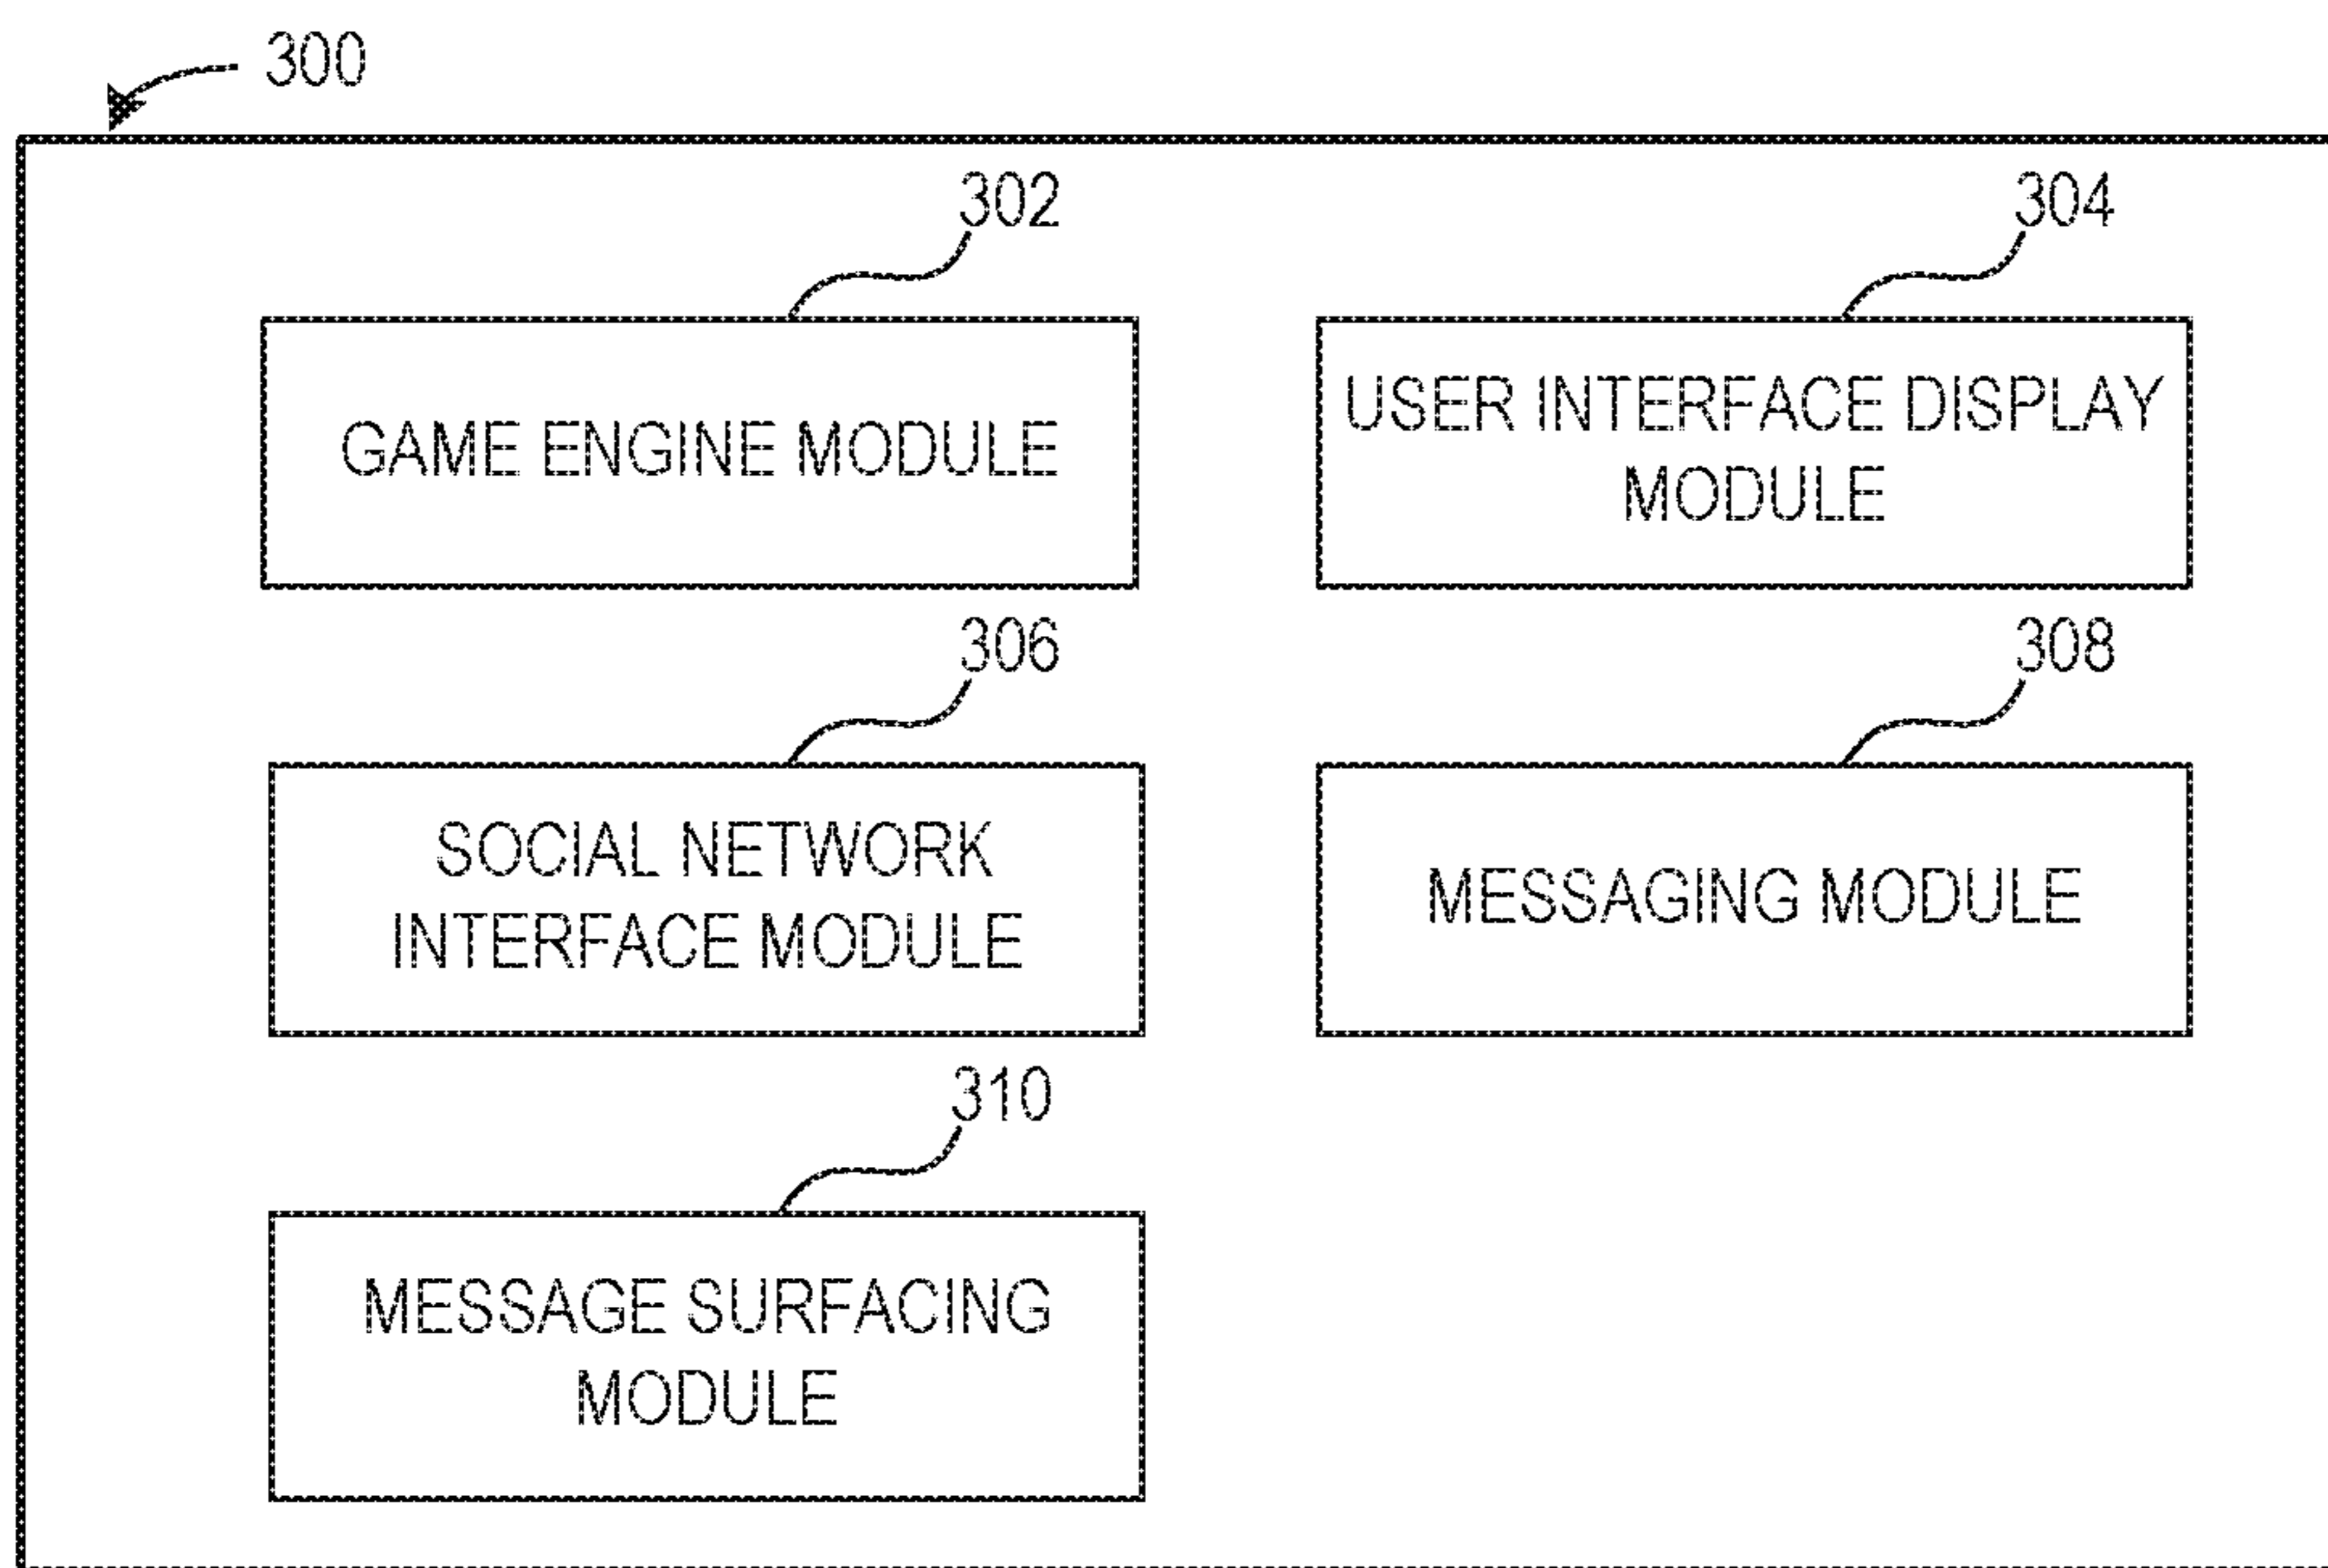 300
302
304
GAME ENGINE MODULE
USER INTERFACE DISPLAY
MODULE
306
308
SOCIAL NETWORK
INTERFACE MODULE
MESSAGING MODULE
310
MESSAGE SURFACING
MODULE